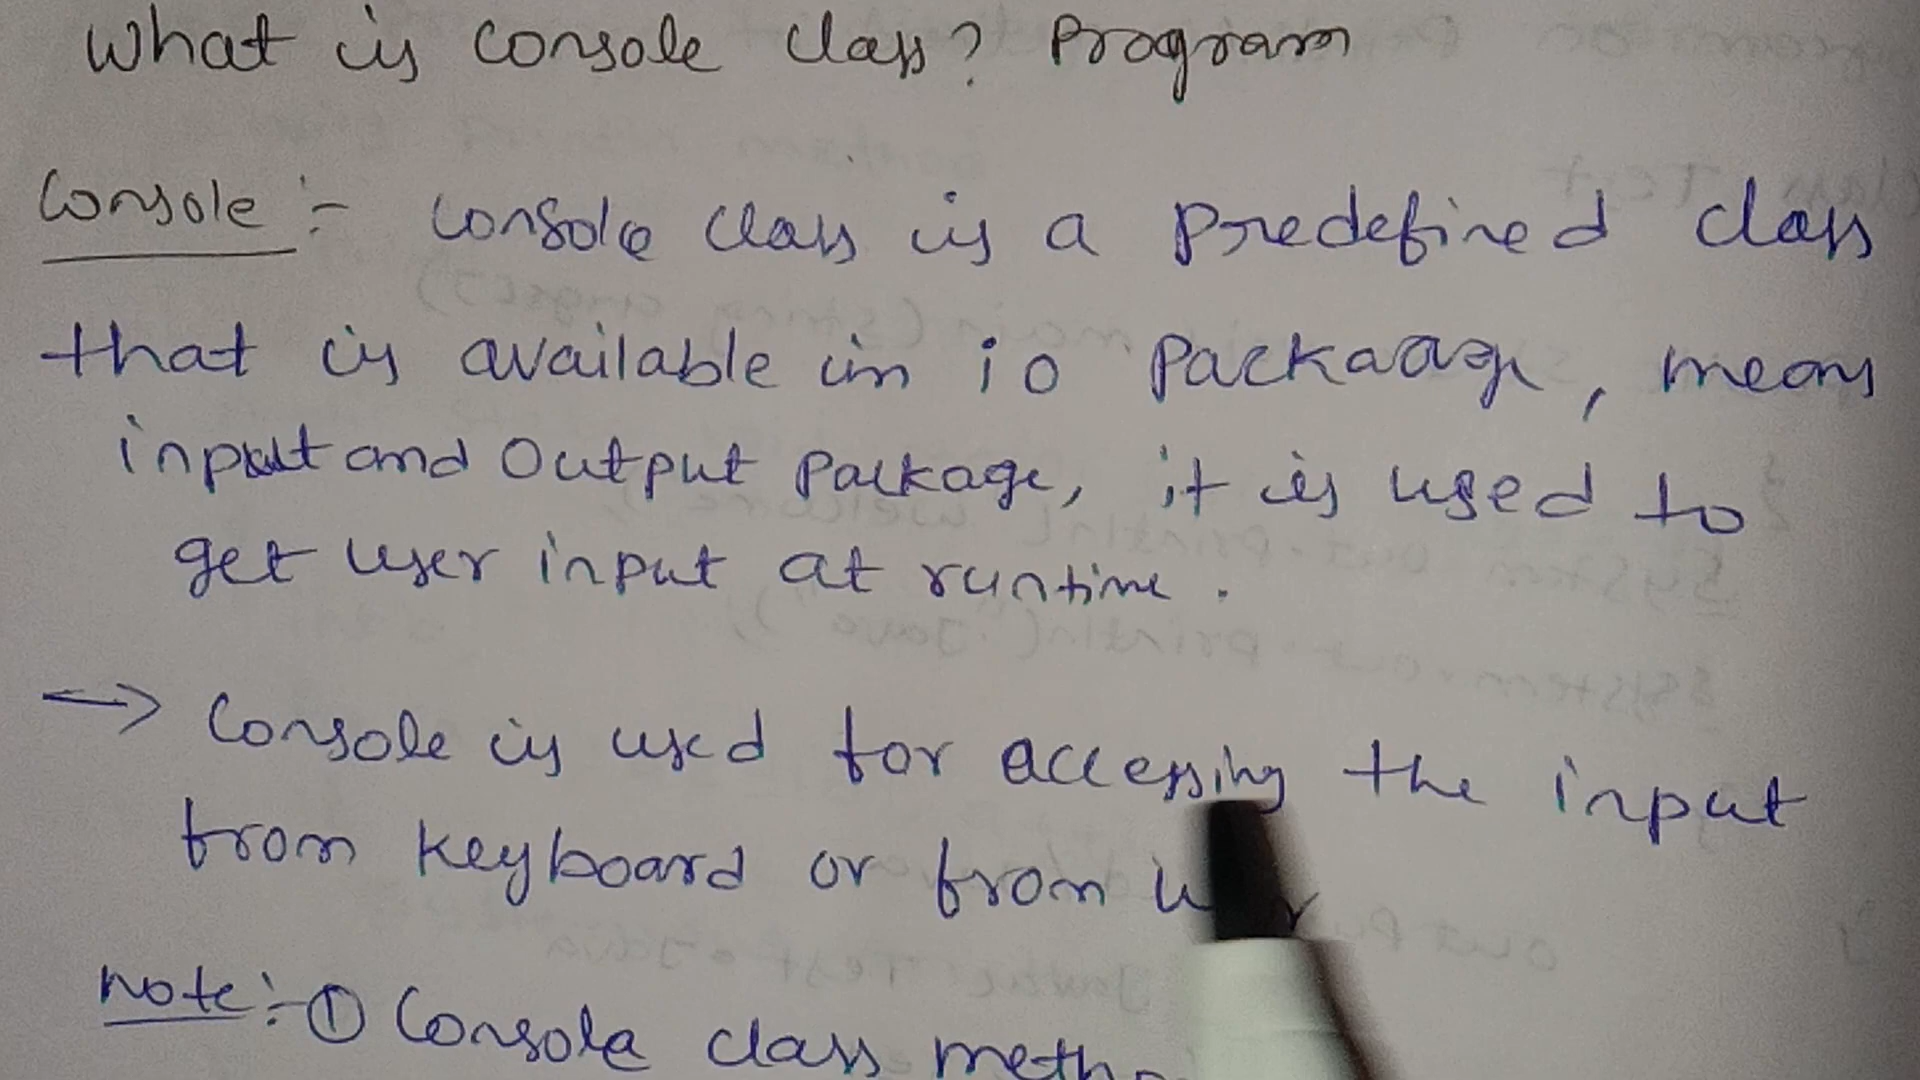 What is console class? Program
Console :- console class is a predefined class
that is available in io Packaage, means
input and output package, it is used to
get user input at runtime.
→ Console is used for accessing the input
from keyboard or from
Note :- ① Console class